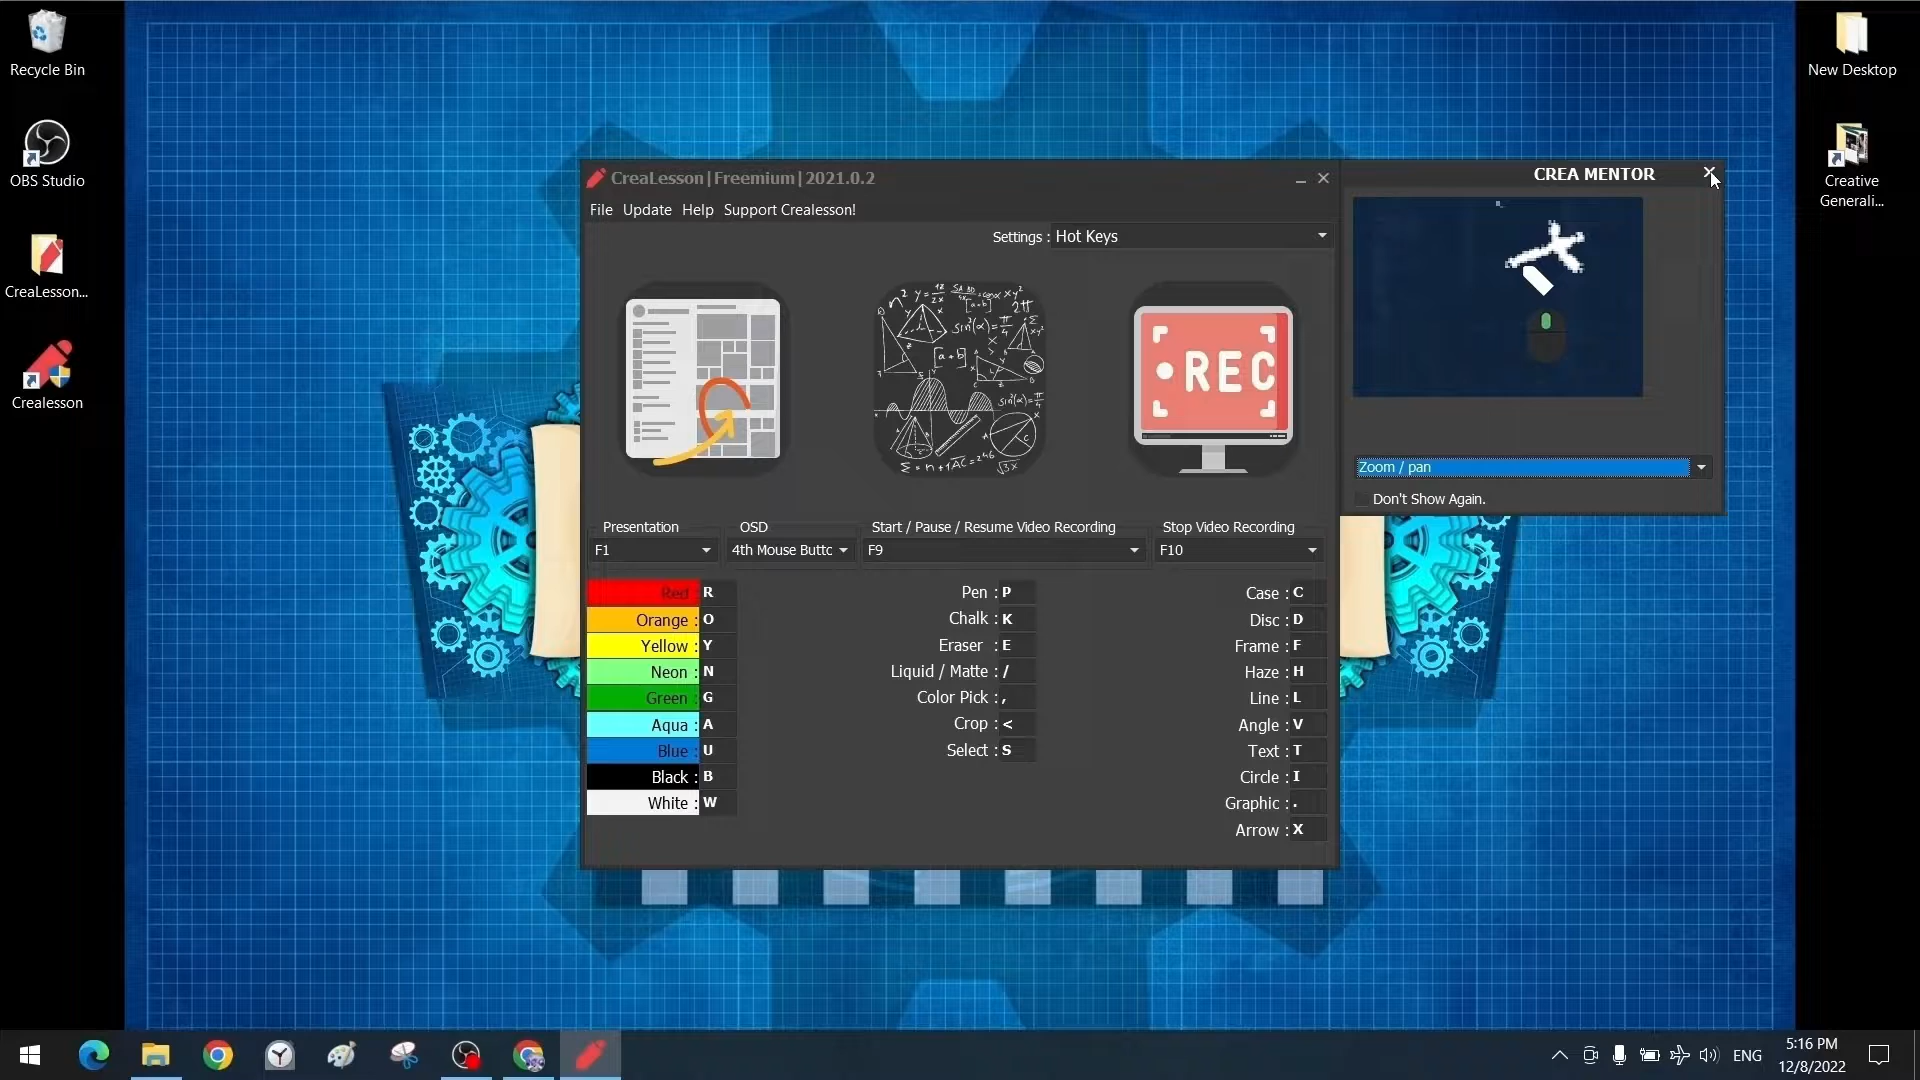 Recycle Bin
OBS Studio
CreaLesson...
Crealesson
New Desktop
Creative
Generali...
CreaLesson|Freemium|2021.0.2
File Update Help Support Crealesson!
Settings : Hot Keys
REC
Presentation
F1
OSD
4th Mouse Buttc
Start / Pause / Resume Video Recording
F9
Stop Video Recording
F10
Red : R
Orange : O
Yellow : Y
Neon : N
Green : G
Aqua : A
Blue : U
Black : B
White : W
Pen : P
Chalk : K
Eraser : E
Liquid / Matte : /
Color Pick : ,
Crop : <
Select : S
Case : C
Disc : D
Frame : F
Haze : H
Line : L
Angle : V
Text : T
Circle : I
Graphic : .
Arrow : X
CREA MENTOR
Zoom / pan
Don't Show Again.
ENG
5:16 PM
12/8/2022